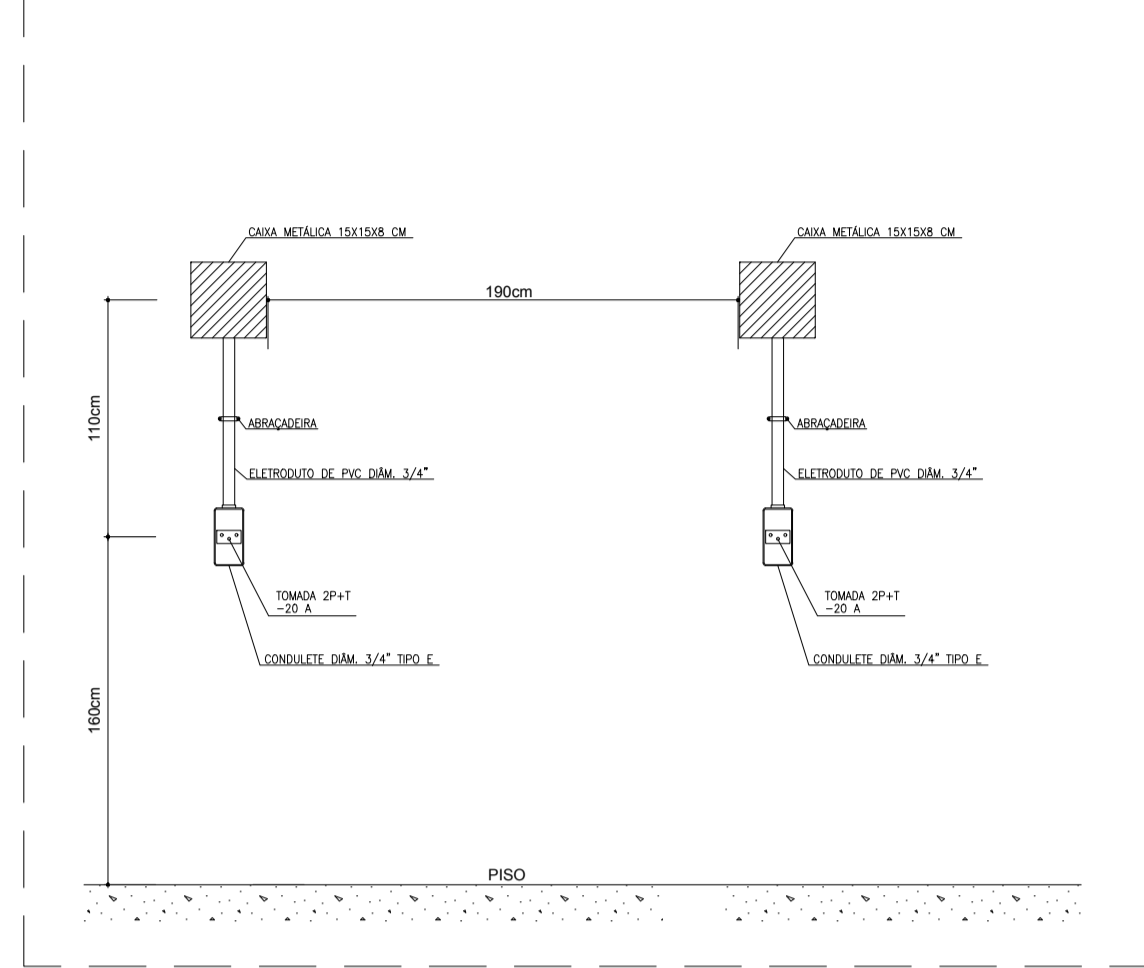 CAIXA METÁLICA 15X15X8 CM
CAIXA METÁLICA 15X15X8 CM
190cm
110cm
ABRAÇADEIRA
ABRAÇADEIRA
ELETRODUTO DE PVC DIÂM. 3/4"
ELETRODUTO DE PVC DIÂM. 3/4"
TOMADA 2P+T
-20 A
TOMADA 2P+T
-20 A
CONDULETE DIÂM. 3/4" TIPO E
CONDULETE DIÂM. 3/4" TIPO E
160cm
PISO